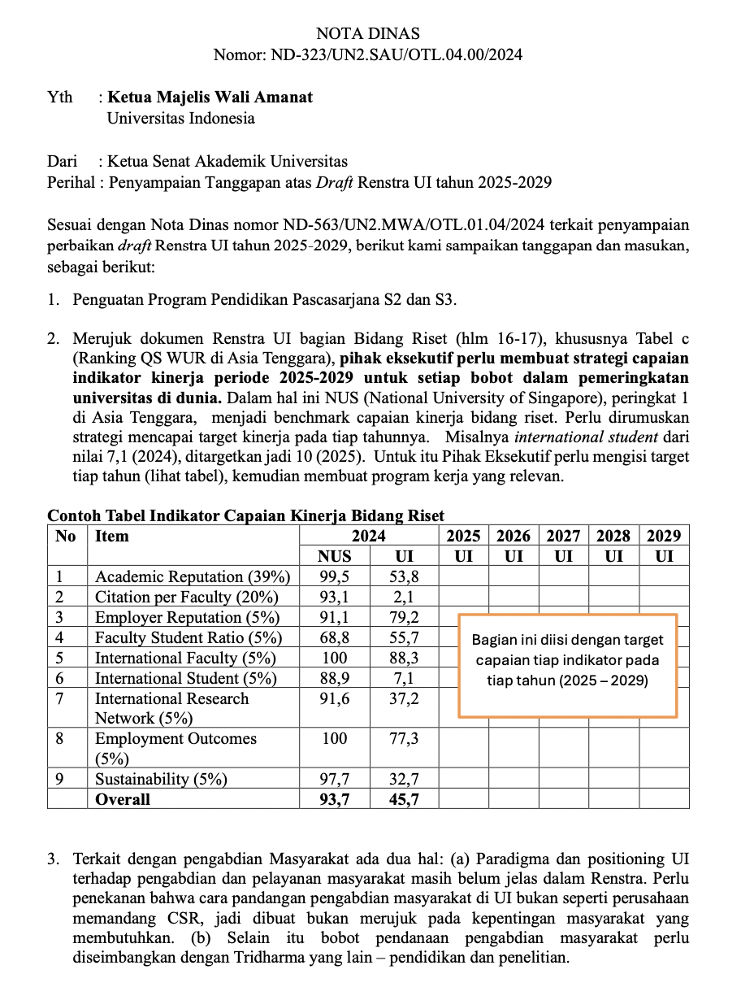 NOTA DINAS
Nomor: ND-323/UN2.SAU/OTL.04.00/2024
Yth : Ketua Majelis Wali Amanat
Universitas Indonesia
Dari : Ketua Senat Akademik Universitas
Perihal : Penyampaian Tanggapan atas Draft Renstra UI tahun 2025-2029
Sesuai dengan Nota Dinas nomor ND-563/UN2.MWA/OTL.01.04/2024 terkait penyampaian
perbaikan draft Renstra UI tahun 2025-2029, berikut kami sampaikan tanggapan dan masukan,
sebagai berikut:
1. Penguatan Program Pendidikan Pascasarjana S2 dan S3.
2. Merujuk dokumen Renstra UI bagian Bidang Riset (hlm 16-17), khususnya Tabel c
(Ranking QS WUR di Asia Tenggara), pihak eksekutif perlu membuat strategi capaian
indikator kinerja periode 2025-2029 untuk setiap bobot dalam pemeringkatan
universitas di dunia. Dalam hal ini NUS (National University of Singapore), peringkat 1
di Asia Tenggara, menjadi benchmark capaian kinerja bidang riset. Perlu dirumuskan
strategi mencapai target kinerja pada tiap tahunnya. Misalnya international student dari
nilai 7,1 (2024), ditargetkan jadi 10 (2025). Untuk itu Pihak Eksekutif perlu mengisi target
tiap tahun (lihat tabel), kemudian membuat program kerja yang relevan.
Contoh Tabel Indikator Capaian Kinerja Bidang Riset
No Item 2024 2025 2026 2027 2028 2029
NUS UI UI UI UI UI UI
1 Academic Reputation (39%) 99,5 53,8
2 Citation per Faculty (20%) 93,1 2,1
3 Employer Reputation (5%) 91,1 79,2
4 Faculty Student Ratio (5%) 68,8 55,7
5 International Faculty (5%) 100 88,3
6 International Student (5%) 88,9 7,1
7 International Research 91,6 37,2
Network (5%)
8 Employment Outcomes 100 77,3
(5%)
9 Sustainability (5%) 97,7 32,7
Overall 93,7 45,7
Bagian ini diisi dengan target
capaian tiap indikator pada
tiap tahun (2025 – 2029)
3. Terkait dengan pengabdian Masyarakat ada dua hal: (a) Paradigma dan positioning UI
terhadap pengabdian dan pelayanan masyarakat masih belum jelas dalam Renstra. Perlu
penekanan bahwa cara pandangan pengabdian masyarakat di UI bukan seperti perusahaan
memandang CSR, jadi dibuat bukan merujuk pada kepentingan masyarakat yang
membutuhkan. (b) Selain itu bobot pendanaan pengabdian masyarakat perlu
diseimbangkan dengan Tridharma yang lain – pendidikan dan penelitian.